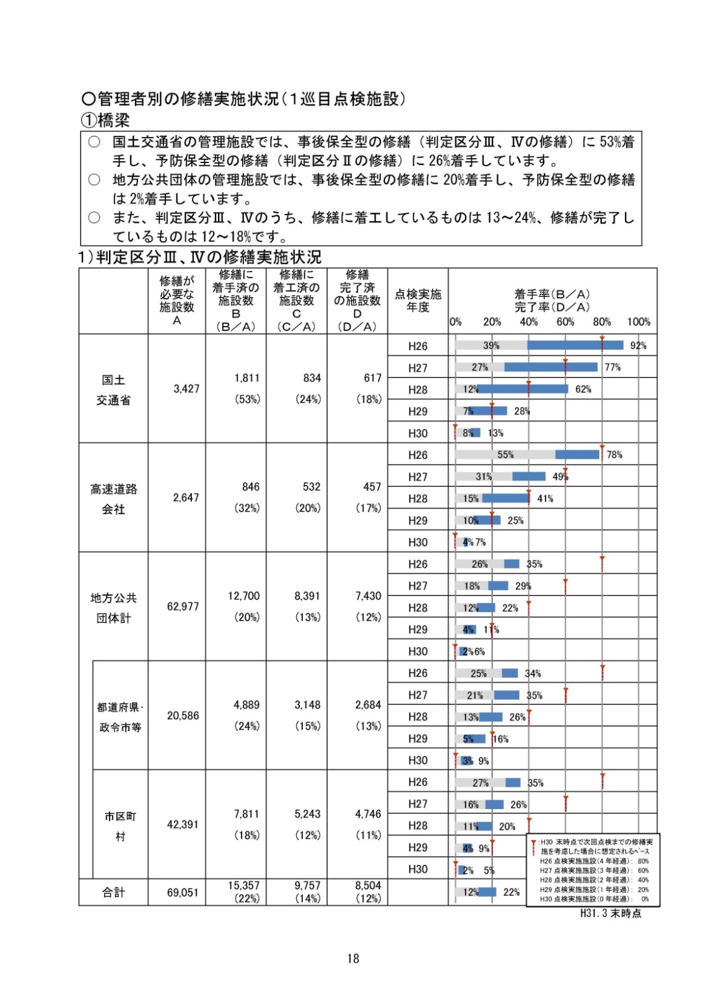 〇管理者別の修繕実施状況（１巡目点検施設）
①橋梁
○ 国土交通省の管理施設では、事後保全型の修繕（判定区分Ⅲ、Ⅳの修繕）に 53%着
手し、予防保全型の修繕（判定区分Ⅱの修繕）に 26%着手しています。
○ 地方公共団体の管理施設では、事後保全型の修繕に 20%着手し、予防保全型の修繕
は 2%着手しています。
○ また、判定区分Ⅲ、Ⅳのうち、修繕に着工しているものは 13～24%、修繕が完了し
ているものは 12～18%です。
１）判定区分Ⅲ、Ⅳの修繕実施状況
修繕が
必要な
施設数
A
修繕に
着手済の
施設数
B
（B／A）
修繕に
着工済の
施設数
C
（C／A）
修繕
完了済
の施設数
D
（D／A）
点検実施
年度
着手率（B／A）
完了率（D／A）
0% 20% 40% 60% 80% 100%
国土
交通省
3,427
1,811
(53%)
834
(24%)
617
(18%)
H26 39% 92%
H27 27% 77%
H28 12% 62%
H29 7% 28%
H30 8% 13%
高速道路
会社
2,647
846
(32%)
532
(20%)
457
(17%)
H26 55% 78%
H27 31% 49%
H28 15% 41%
H29 10% 25%
H30 4% 7%
地方公共
団体計
62,977
12,700
(20%)
8,391
(13%)
7,430
(12%)
H26 26% 35%
H27 18% 29%
H28 12% 22%
H29 4% 11%
H30 2% 6%
都道府県・
政令市等
20,586
4,889
(24%)
3,148
(15%)
2,684
(13%)
H26 25% 34%
H27 21% 35%
H28 13% 26%
H29 5% 16%
H30 3% 9%
市区町
村
42,391
7,811
(18%)
5,243
(12%)
4,746
(11%)
H26 27% 35%
H27 16% 26%
H28 11% 20%
H29 4% 9%
H30 2% 5%
合計
69,051
15,357
(22%)
9,757
(14%)
8,504
(12%)
12% 22%
:H30 末時点で次回点検までの修繕実
施を考慮した場合に想定されるペース
H26 点検実施施設(4 年経過): 80%
H27 点検実施施設(3 年経過): 60%
H28 点検実施施設(2 年経過): 40%
H29 点検実施施設(1 年経過): 20%
H30 点検実施施設(0 年経過): 0%
H31.3 末時点
18